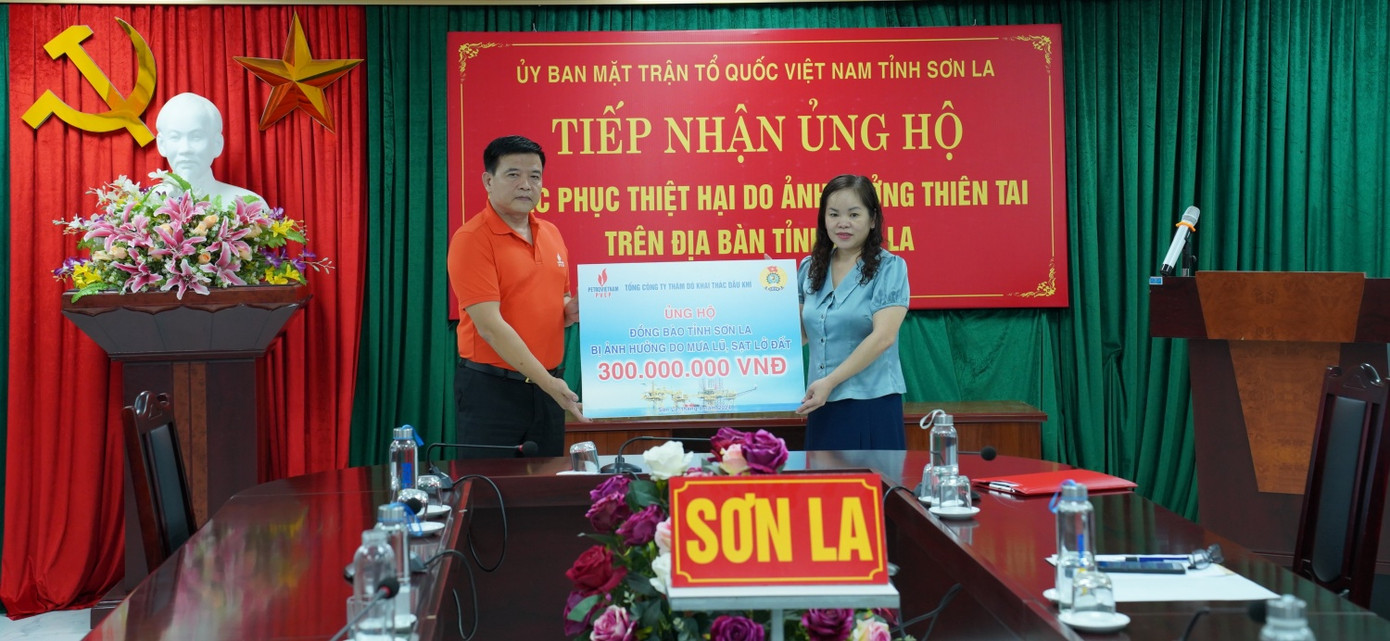 ỦY BAN MẶT TRẬN TỔ QUỐC VIỆT NAM TỈNH SƠN LA
TIẾP NHẬN ỦNG HỘ
PHỤC THIỆT HẠI DO THIÊN TAI
TRÊN ĐỊA BÀN LA
PETROVIETNAM
PVEP
TỔNG CÔNG TY THĂM DÒ KHAI THÁC DẦU KHÍ
ỦNG HỘ
ĐỒNG BÀO TỈNH SƠN LA
BỊ ẢNH HƯỞNG DO MƯA LŨ, SẠT LỞ ĐẤT
300.000.000 VNĐ
SƠN LA